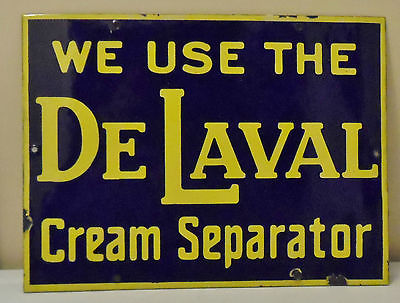 WE USE THE
DE LAVAL
Cream Separator